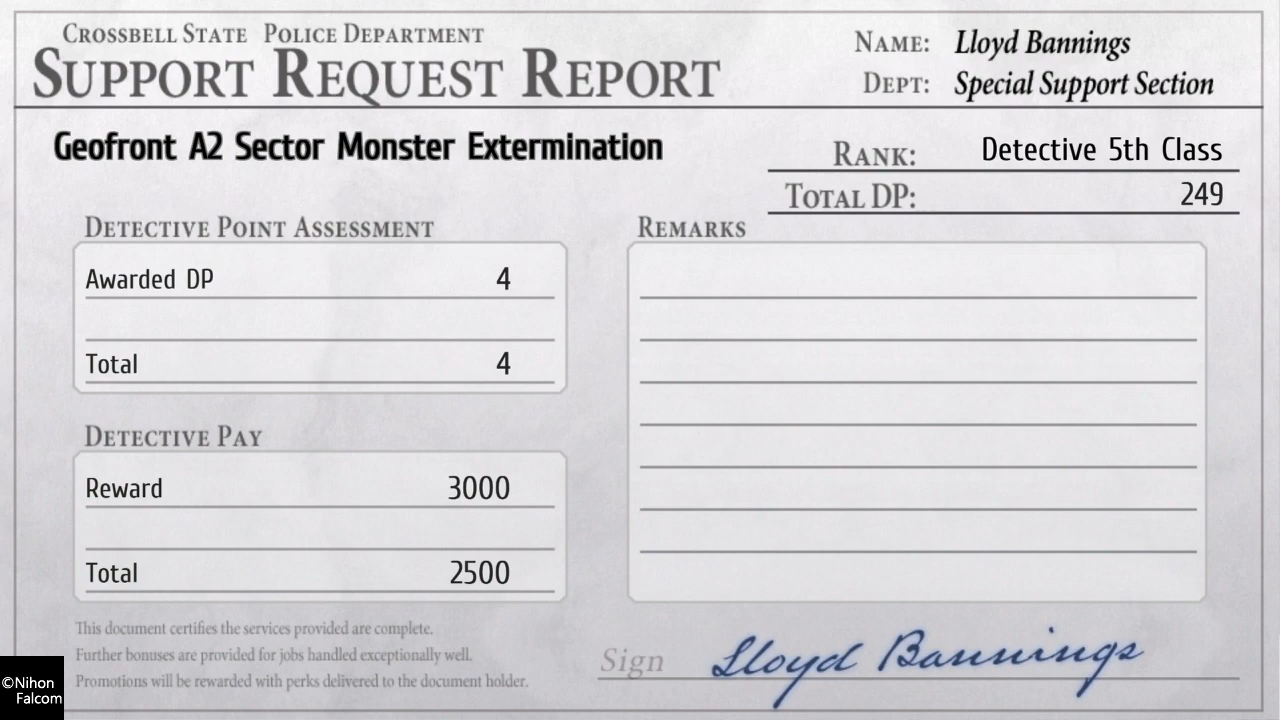 CROSSBELL STATE POLICE DEPARTMENT
SUPPORT REQUEST REPORT
NAME: Lloyd Bannings
DEPT: Special Support Section
Geofront A2 Sector Monster Extermination
RANK: Detective 5th Class
TOTAL DP: 249
DETECTIVE POINT ASSESSMENT
Awarded DP 4
Total 4
DETECTIVE PAY
Reward 3000
Total 2500
REMARKS
This document certifies the services provided are complete.
Further bonuses are provided for jobs handled exceptionally well.
Promotions will be rewarded with perks delivered to the document holder.
Sign Lloyd Bannings
©Nihon
Falcom